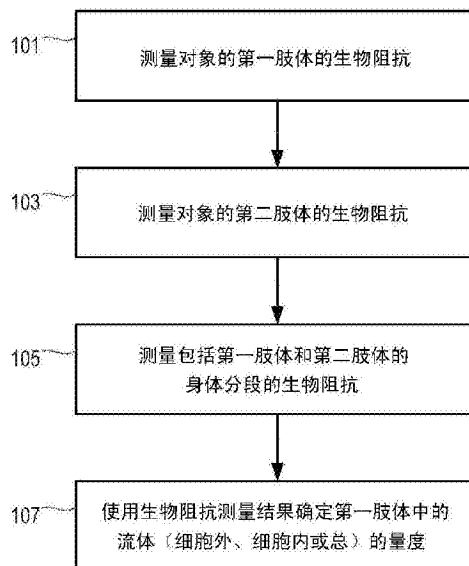 101
测量对象的第一肢体的生物阻抗
103
测量对象的第二肢体的生物阻抗
105
测量包括第一肢体和第二肢体的
身体分段的生物阻抗
107
使用生物阻抗测量结果确定第一肢体中的
流体（细胞外、细胞内或总）的量度